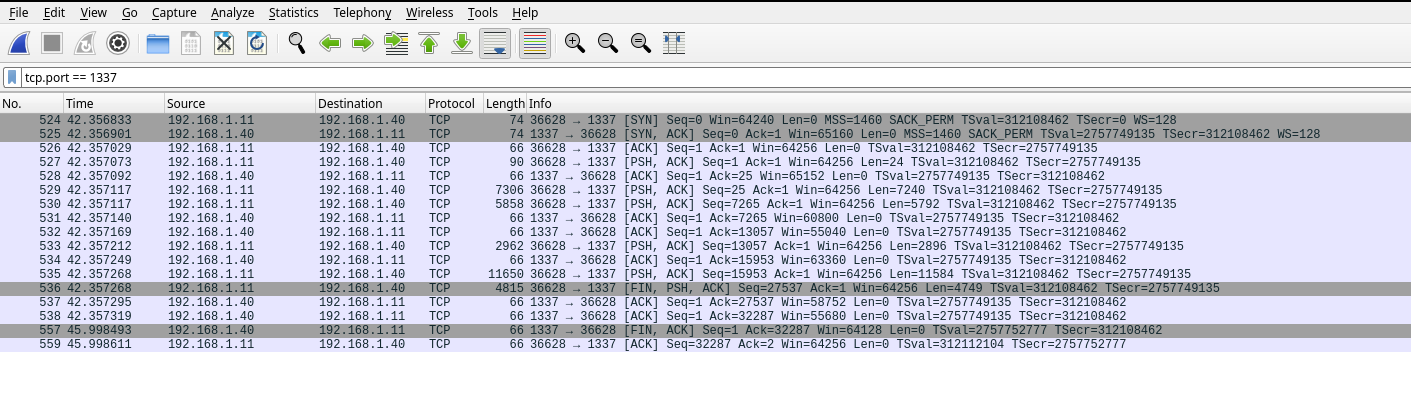 File Edit View Go Capture Analyze Statistics Telephony Wireless Tools Help
tcp.port == 1337
No. Time Source Destination Protocol Length Info
524 42.356833 192.168.1.11 192.168.1.40 TCP 74 36628 → 1337 [SYN] Seq=0 Win=64240 Len=0 MSS=1460 SACK_PERM TSval=312108462 TSecr=0 WS=128
525 42.356901 192.168.1.40 192.168.1.11 TCP 74 1337 → 36628 [SYN, ACK] Seq=0 Ack=1 Win=65160 Len=0 MSS=1460 SACK_PERM TSval=2757749135 TSecr=312108462 WS=128
526 42.357029 192.168.1.11 192.168.1.40 TCP 66 36628 → 1337 [ACK] Seq=1 Ack=1 Win=64256 Len=0 TSval=312108462 TSecr=2757749135
527 42.357073 192.168.1.11 192.168.1.40 TCP 90 36628 → 1337 [PSH, ACK] Seq=1 Ack=1 Win=64256 Len=24 TSval=312108462 TSecr=2757749135
528 42.357092 192.168.1.40 192.168.1.11 TCP 66 1337 → 36628 [ACK] Seq=1 Ack=25 Win=65152 Len=0 TSval=2757749135 TSecr=312108462
529 42.357117 192.168.1.11 192.168.1.40 TCP 7306 36628 → 1337 [PSH, ACK] Seq=25 Ack=1 Win=64256 Len=7240 TSval=312108462 TSecr=2757749135
530 42.357117 192.168.1.11 192.168.1.40 TCP 5858 36628 → 1337 [PSH, ACK] Seq=7265 Ack=1 Win=64256 Len=5792 TSval=312108462 TSecr=2757749135
531 42.357140 192.168.1.40 192.168.1.11 TCP 66 1337 → 36628 [ACK] Seq=1 Ack=7265 Win=60800 Len=0 TSval=2757749135 TSecr=312108462
532 42.357169 192.168.1.40 192.168.1.11 TCP 66 1337 → 36628 [ACK] Seq=1 Ack=13057 Win=55040 Len=0 TSval=2757749135 TSecr=312108462
533 42.357212 192.168.1.11 192.168.1.40 TCP 2962 36628 → 1337 [PSH, ACK] Seq=13057 Ack=1 Win=64256 Len=2896 TSval=312108462 TSecr=2757749135
534 42.357249 192.168.1.40 192.168.1.11 TCP 66 1337 → 36628 [ACK] Seq=1 Ack=15953 Win=63360 Len=0 TSval=2757749135 TSecr=312108462
535 42.357268 192.168.1.11 192.168.1.40 TCP 11650 36628 → 1337 [PSH, ACK] Seq=15953 Ack=1 Win=64256 Len=11584 TSval=312108462 TSecr=2757749135
536 42.357268 192.168.1.11 192.168.1.40 TCP 4815 36628 → 1337 [FIN, PSH, ACK] Seq=27537 Ack=1 Win=64256 Len=4749 TSval=312108462 TSecr=2757749135
537 42.357295 192.168.1.40 192.168.1.11 TCP 66 1337 → 36628 [ACK] Seq=1 Ack=27537 Win=58752 Len=0 TSval=2757749135 TSecr=312108462
538 42.357319 192.168.1.40 192.168.1.11 TCP 66 1337 → 36628 [ACK] Seq=1 Ack=32287 Win=55680 Len=0 TSval=2757749135 TSecr=312108462
557 45.998493 192.168.1.40 192.168.1.11 TCP 66 1337 → 36628 [FIN, ACK] Seq=1 Ack=32287 Win=64128 Len=0 TSval=2757752777 TSecr=312108462
559 45.998611 192.168.1.11 192.168.1.40 TCP 66 36628 → 1337 [ACK] Seq=32287 Ack=2 Win=64256 Len=0 TSval=312112104 TSecr=2757752777